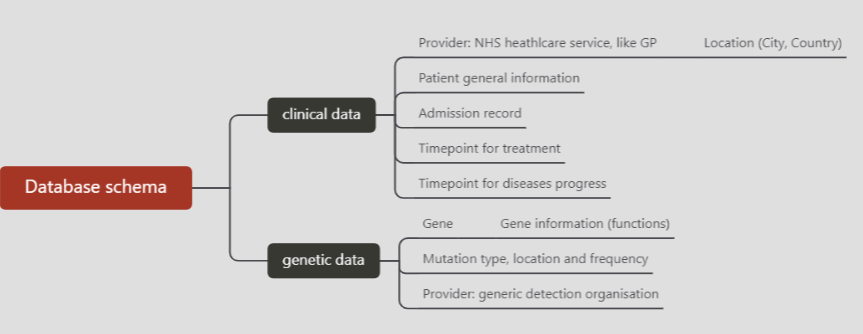 Provider: NHS heathlcare service, like GP Location (City, Country)
Patient general information
clinical data
Admission record
Timepoint for treatment
Timepoint for diseases progress
Database schema
Gene Gene information (functions)
genetic data
Mutation type, location and frequency
Provider: generic detection organisation